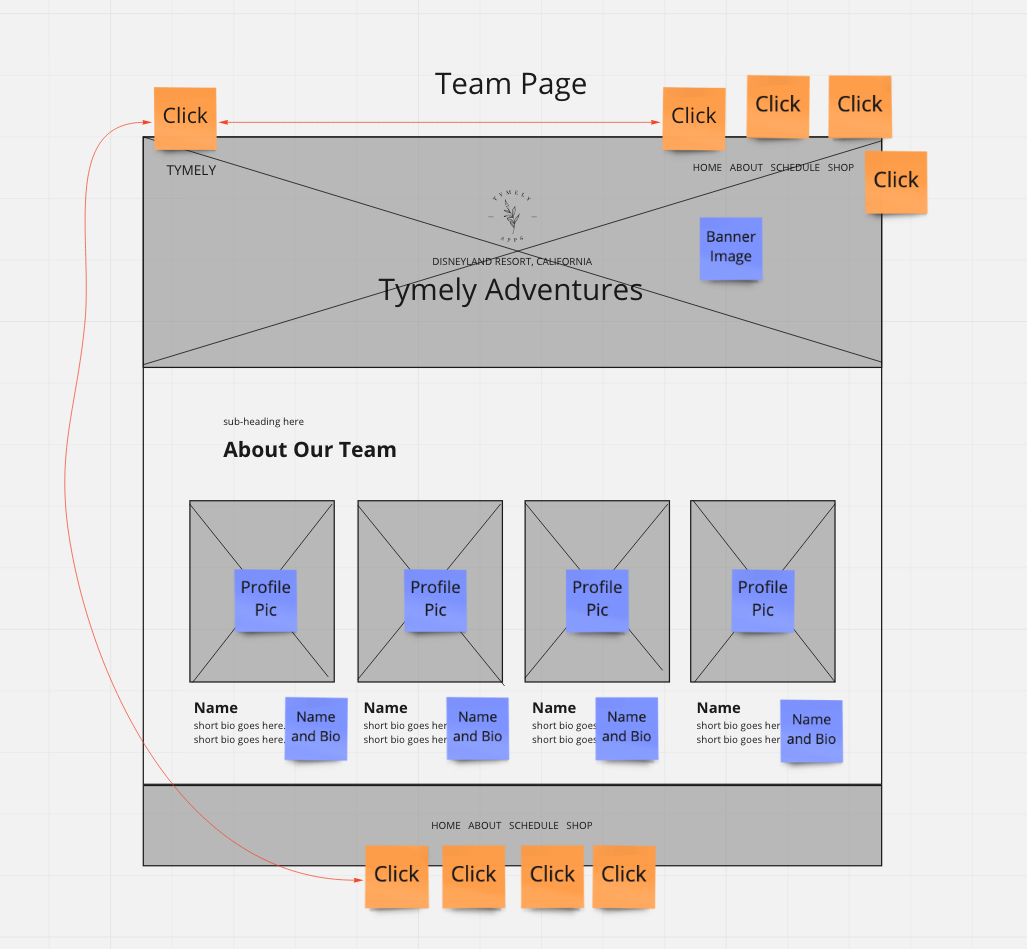 Team Page
Click
Click
Click
Click
TYMELY
HOME ABOUT SCHEDULE SHOP
Click
TYMELY
APPS
Banner
Image
DISNEYLAND RESORT, CALIFORNIA
Tymely Adventures
sub-heading here
About Our Team
Profile
Pic
Profile
Pic
Profile
Pic
Profile
Pic
Name
short bio goes here.
short bio goes here.
Name
and Bio
Name
short bio goes her
short bio goes her
Name
and Bio
Name
short bio goes
short bio goes
Name
and Bio
Name
short bio goes her
short bio goes her
Name
and Bio
HOME ABOUT SCHEDULE SHOP
Click
Click
Click
Click